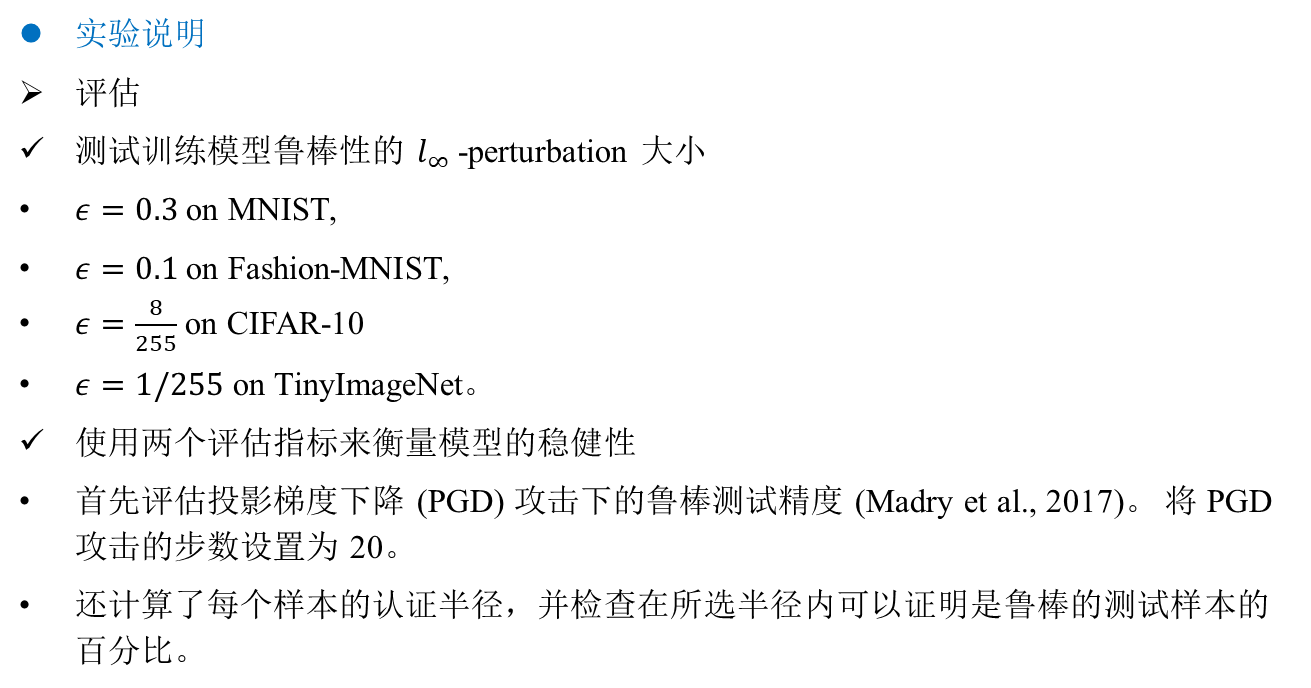 ● 实验说明
➢ 评估
✓ 测试训练模型鲁棒性的 l∞ -perturbation 大小
• ϵ = 0.3 on MNIST,
• ϵ = 0.1 on Fashion-MNIST,
• ϵ = 8/255 on CIFAR-10
• ϵ = 1/255 on TinyImageNet。
✓ 使用两个评估指标来衡量模型的稳健性
• 首先评估投影梯度下降 (PGD) 攻击下的鲁棒测试精度 (Madry et al., 2017)。 将 PGD
攻击的步数设置为 20。
• 还计算了每个样本的认证半径，并检查在所选半径内可以证明是鲁棒的测试样本的
百分比。